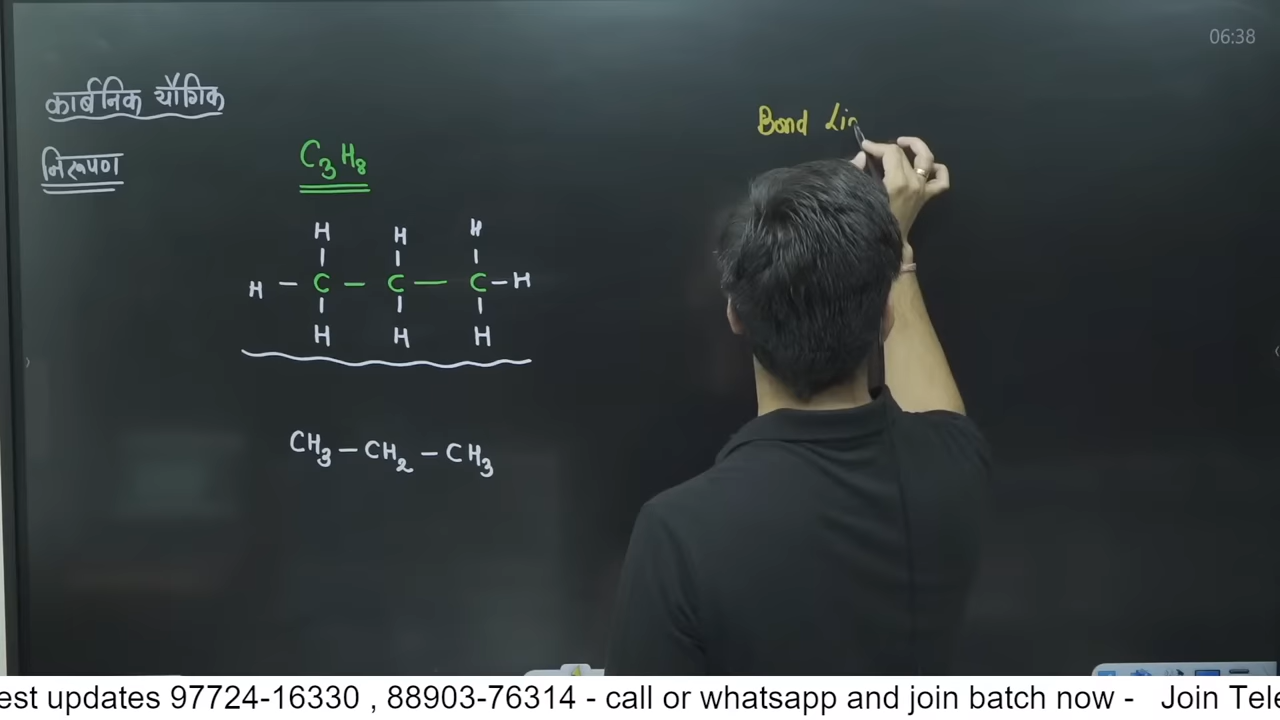 06:38
कार्बनिक यौगिक
निरूपण
C3H8
Bond Lin
H H H
H – C – C – C – H
H H H
CH3 – CH2 – CH3
est updates 97724-16330 , 88903-76314 - call or whatsapp and join batch now - Join Tele